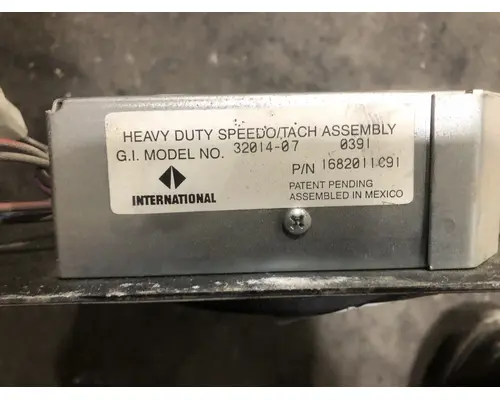 HEAVY DUTY SPEEDO/TACH ASSEMBLY
G.I. MODEL NO. 32014-07 0391
P/N 1682011C91
INTERNATIONAL
PATENT PENDING
ASSEMBLED IN MEXICO